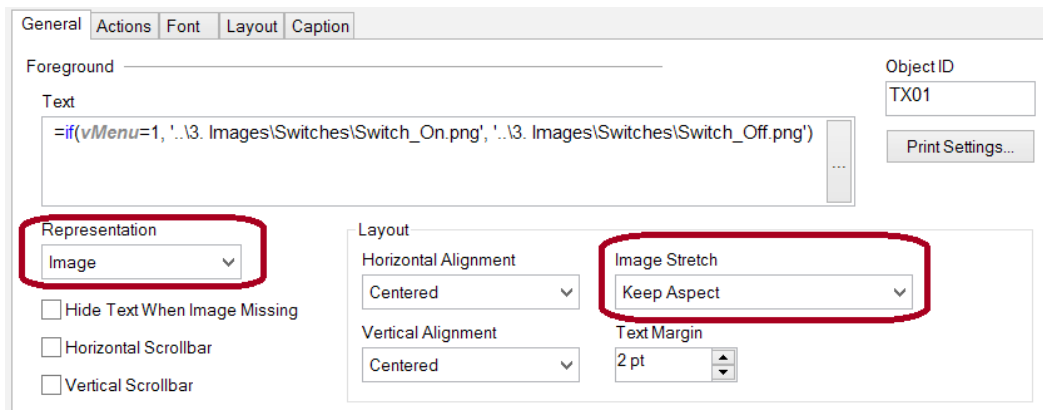 General Actions Font Layout Caption
Foreground
Object ID
Text
TX01
=if(vMenu=1, '..\3. Images\Switches\Switch_On.png', '..\3. Images\Switches\Switch_Off.png')
...
Print Settings...
Representation
Image
Hide Text When Image Missing
Horizontal Scrollbar
Vertical Scrollbar
Layout
Horizontal Alignment
Centered
Vertical Alignment
Centered
Image Stretch
Keep Aspect
Text Margin
2 pt